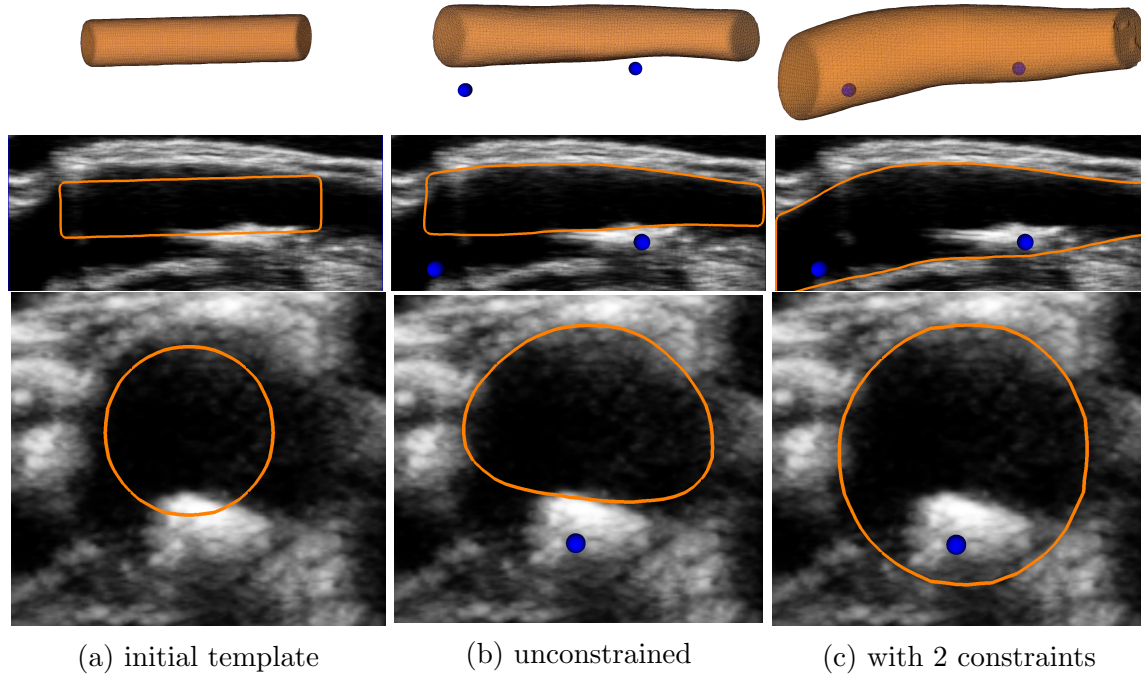 (a) initial template
(b) unconstrained
(c) with 2 constraints